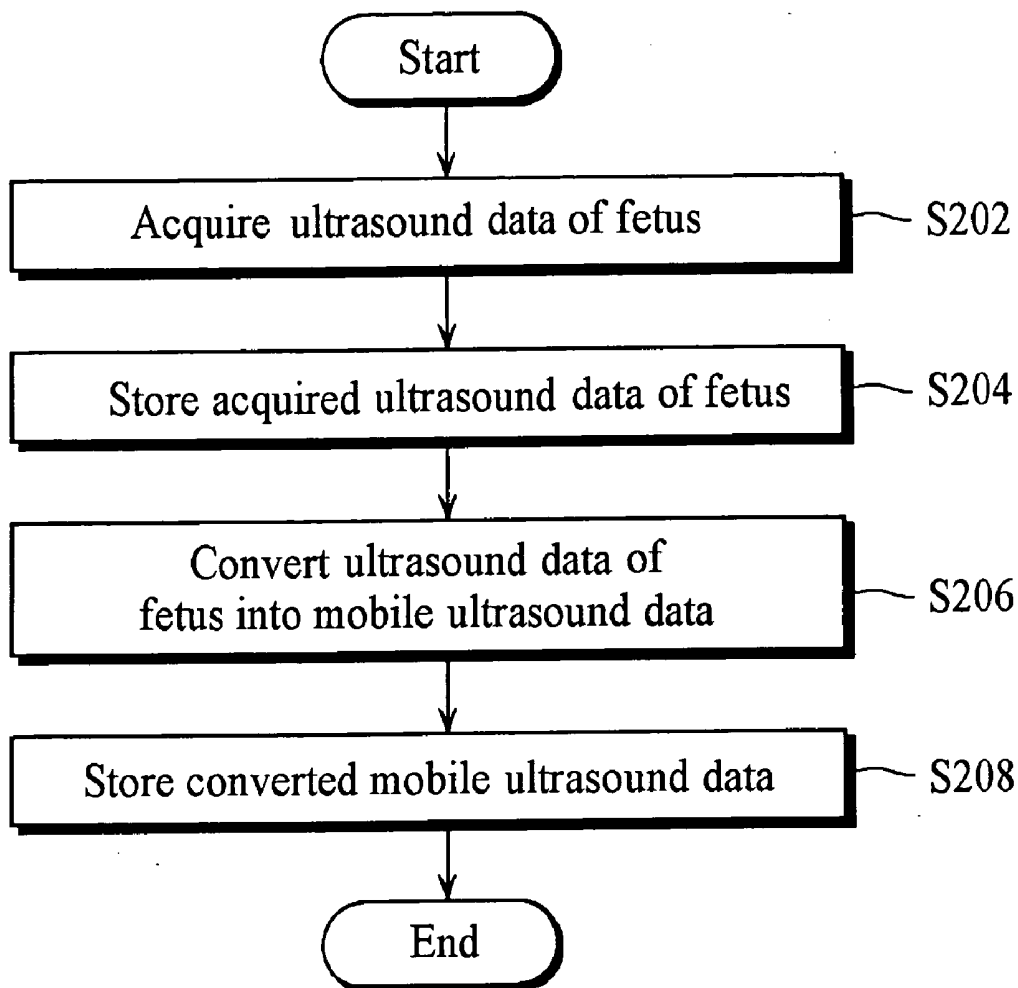 Start
Acquire ultrasound data of fetus
S202
Store acquired ultrasound data of fetus
S204
Convert ultrasound data of
fetus into mobile ultrasound data
S206
Store converted mobile ultrasound data
S208
End